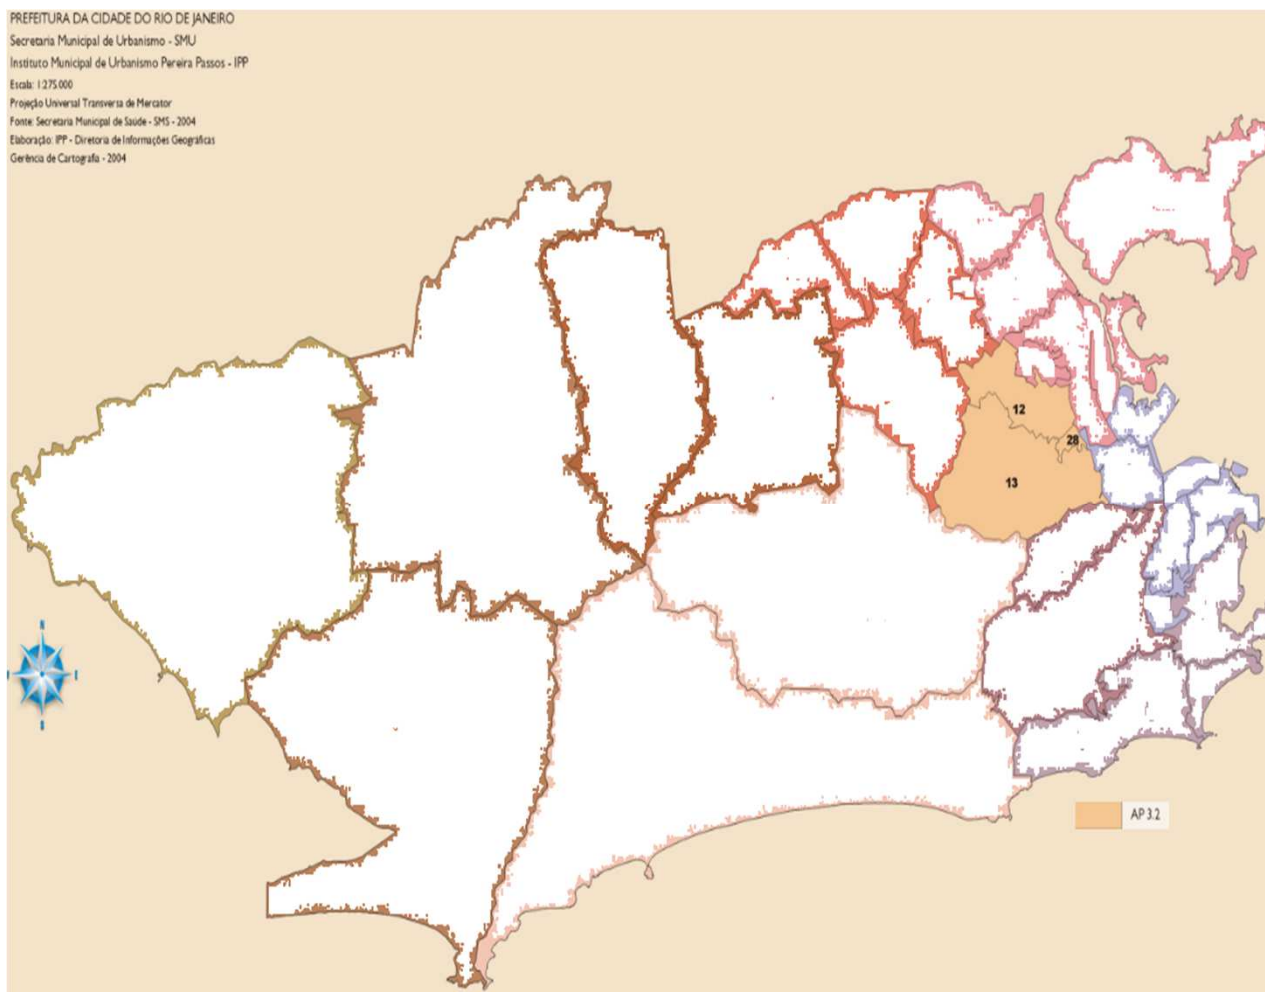 PREFEITURA DA CIDADE DO RIO DE JANEIRO
Secretaria Municipal de Urbanismo - SMU
Instituto Municipal de Urbanismo Pereira Passos - IPP
Escala: 1:275.000
Projeção Universal Transversa de Mercator
Fonte: Secretaria Municipal de Saúde - SMS - 2004
Elaboração: IPP - Diretoria de Informações Geográficas
Gerência de Cartografia - 2004
12
28
13
AP 3.2